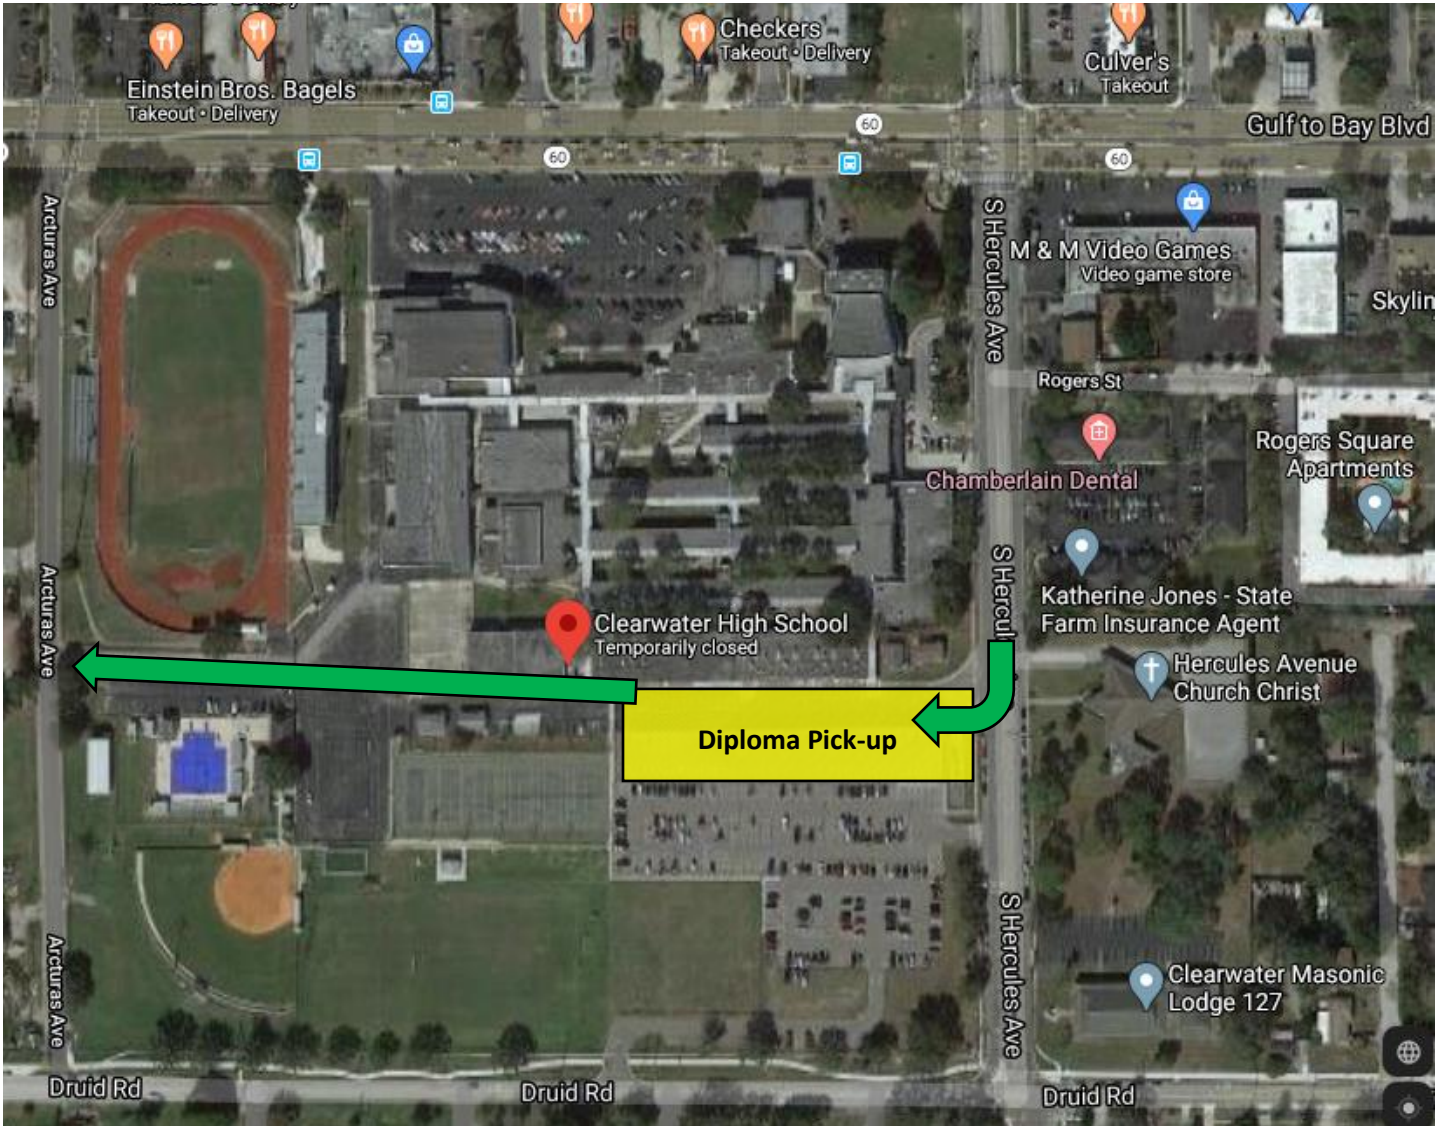 Checkers
Takeout • Delivery
Culver's
Takeout
Einstein Bros. Bagels
Takeout • Delivery
60
Gulf to Bay Blvd
60
60
Arcturas Ave
S Hercules Ave
M & M Video Games
Video game store
Skylin
Rogers St
Rogers Square
Apartments
Chamberlain Dental
S Hercul
Arcturas Ave
Katherine Jones - State
Farm Insurance Agent
Clearwater High School
Temporarily closed
Hercules Avenue
Church Christ
Diploma Pick-up
S Hercules Ave
Arcturas Ave
Clearwater Masonic
Lodge 127
Druid Rd
Druid Rd
Druid Rd